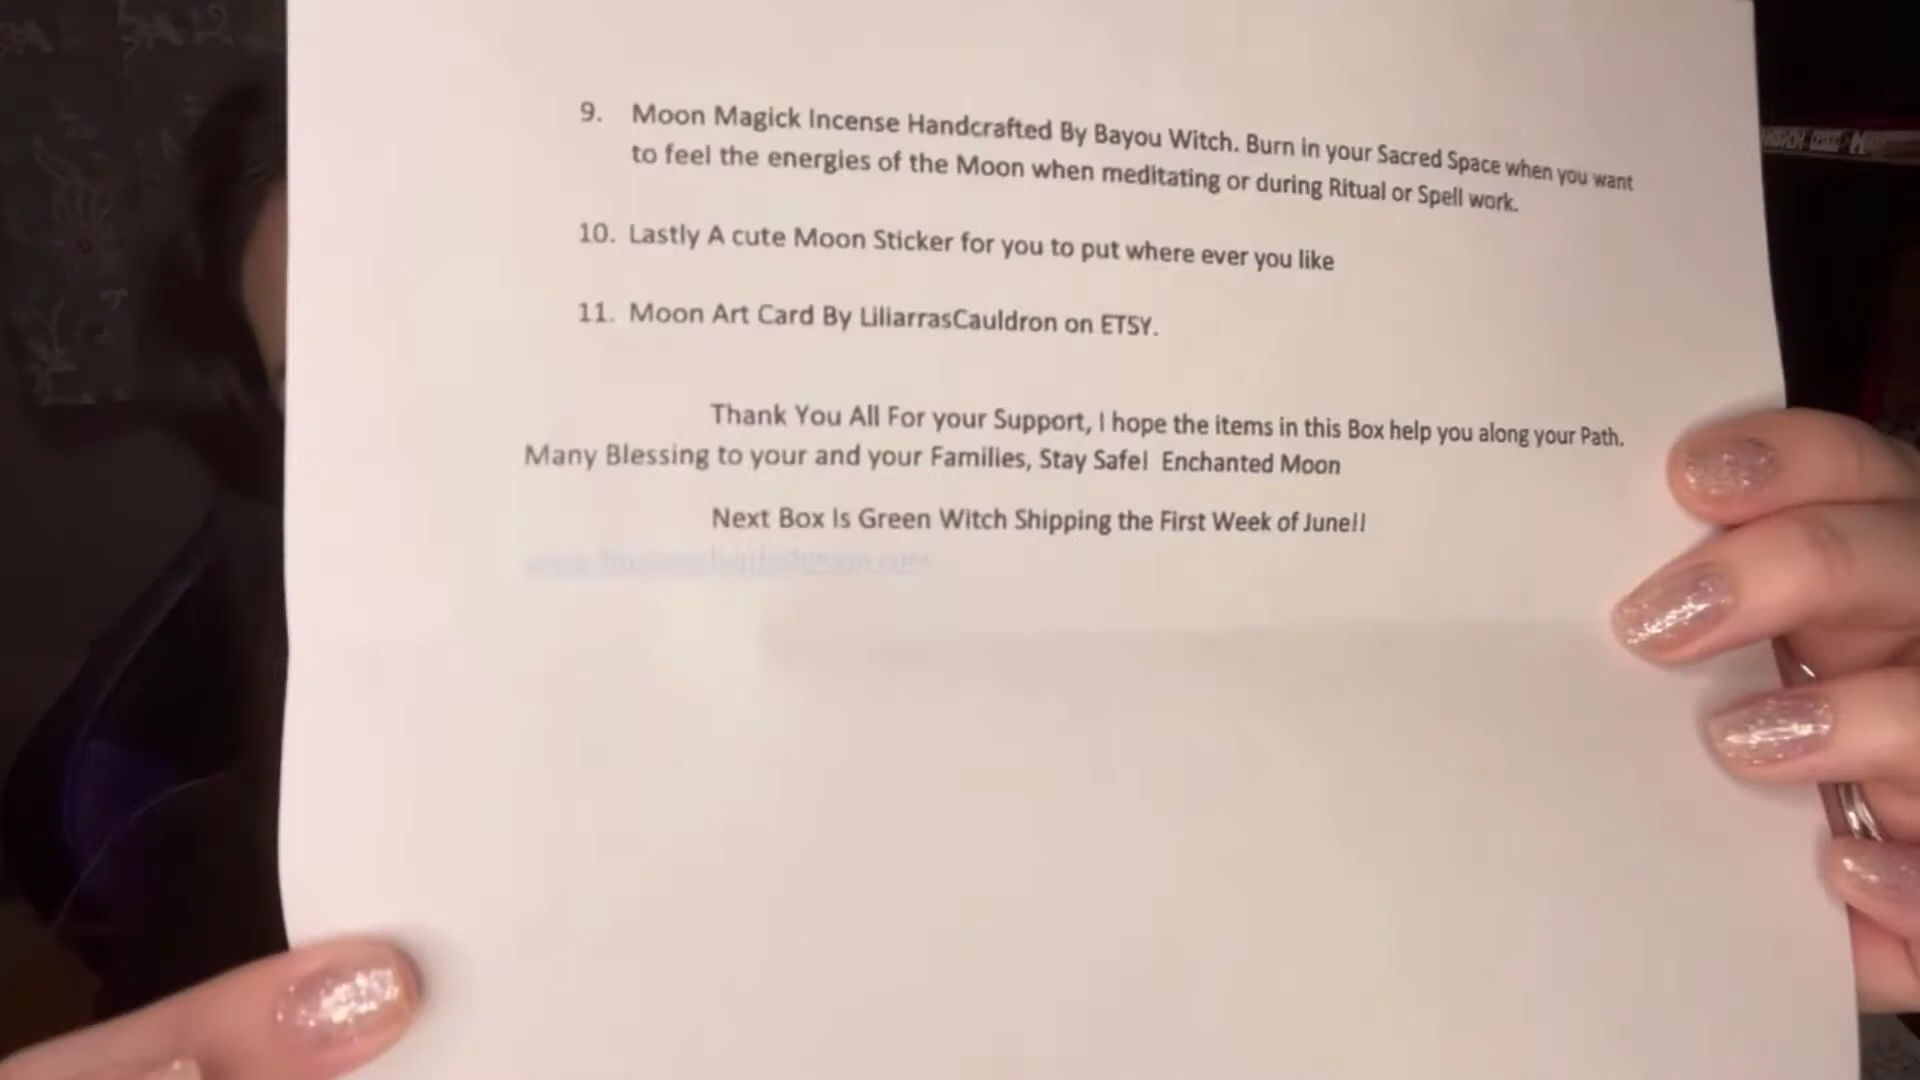 9. Moon Magick Incense Handcrafted By Bayou Witch. Burn in your Sacred Space when you want
to feel the energies of the Moon when meditating or during Ritual or Spell work.
10. Lastly A cute Moon Sticker for you to put where ever you like
11. Moon Art Card By LiliarrasCauldron on ETSY.
Thank You All For your Support, I hope the items in this Box help you along your Path.
Many Blessing to your and your Families, Stay Safe! Enchanted Moon
Next Box Is Green Witch Shipping the First Week of June!!